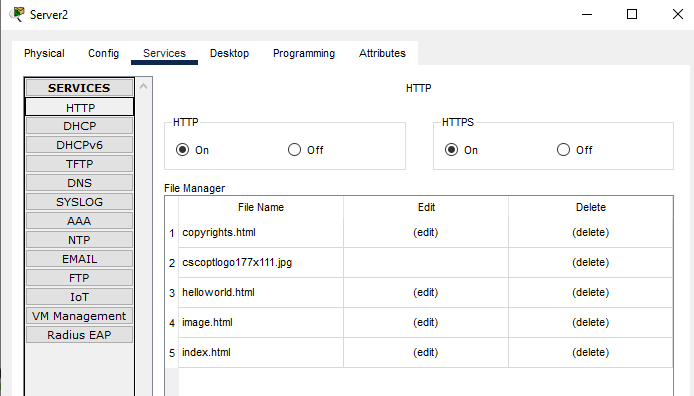 Server2
Physical Config Services Desktop Programming Attributes
SERVICES
HTTP
DHCP
DHCPv6
TFTP
DNS
SYSLOG
AAA
NTP
EMAIL
FTP
IoT
VM Management
Radius EAP
HTTP
HTTP
On Off
HTTPS
On Off
File Manager
File Name Edit Delete
1 copyrights.html (edit) (delete)
2 cscoptlogo177x111.jpg (delete)
3 helloworld.html (edit) (delete)
4 image.html (edit) (delete)
5 index.html (edit) (delete)